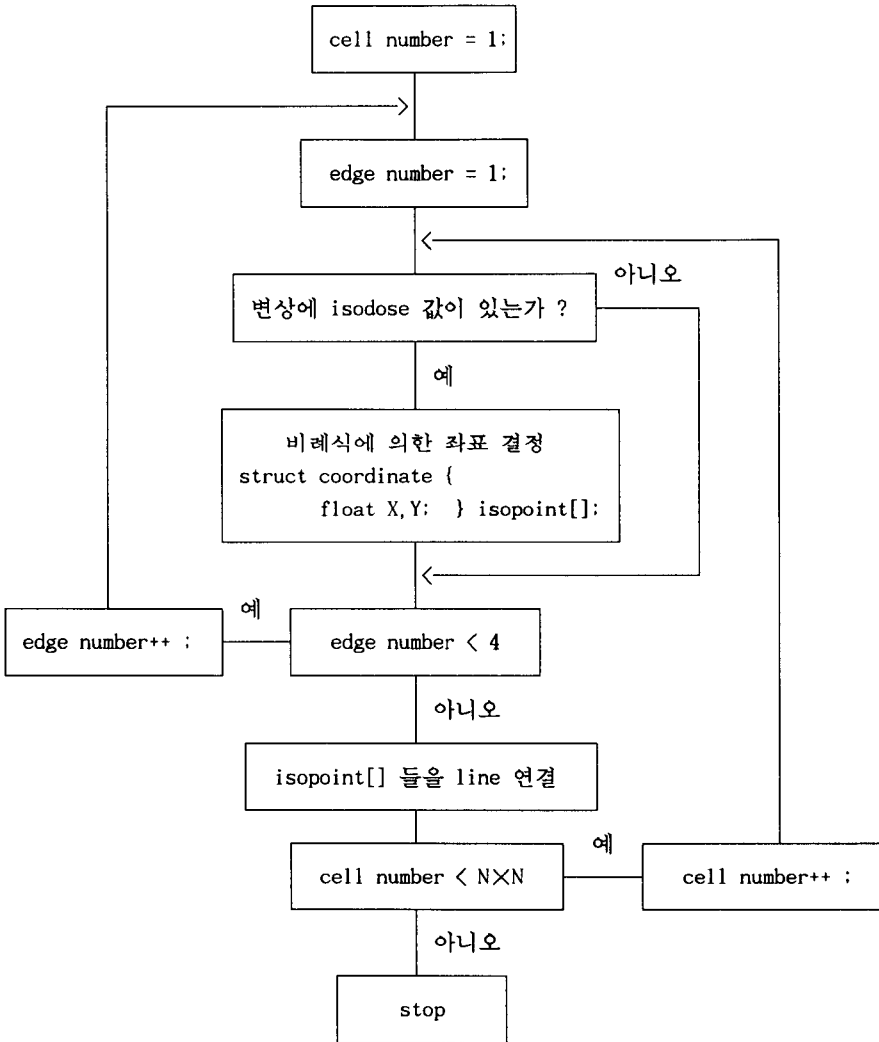 cell number = 1;
edge number = 1;
아니오
변상에 isodose 값이 있는가 ?
예
비례식에 의한 좌표 결정
struct coordinate {
float X,Y; } isopoint[];
예
edge number++ ;
edge number < 4
아니오
isopoint[] 들을 line 연결
예
cell number < N×N
cell number++ ;
아니오
stop